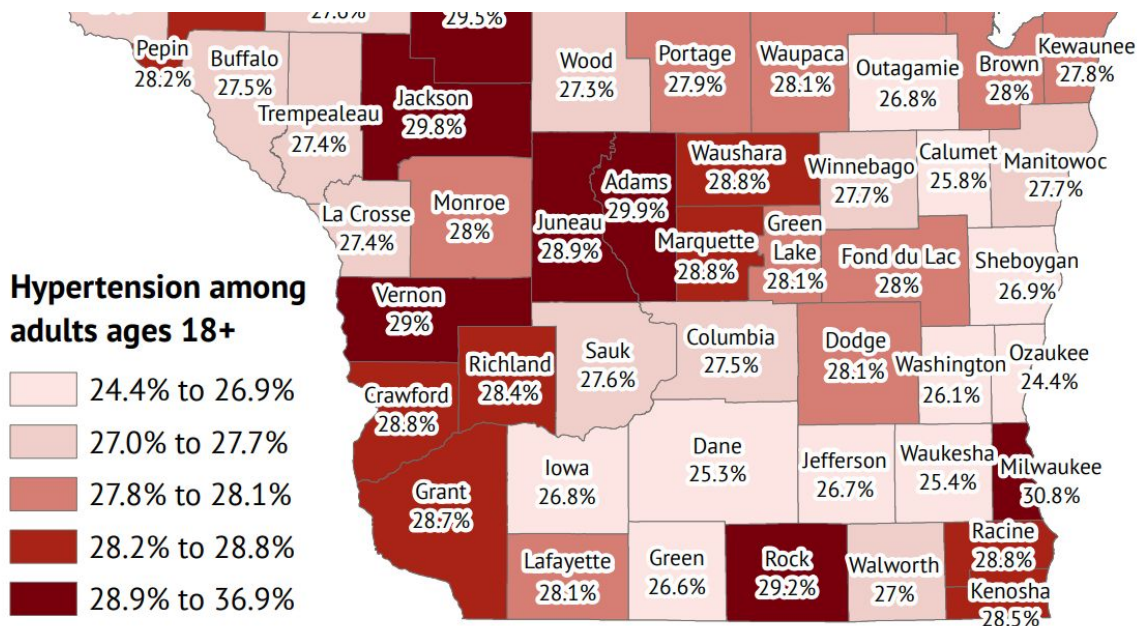 27.6%
29.5%
Pepin
28.2%
Buffalo
27.5%
Trempealeau
27.4%
Jackson
29.8%
Wood
27.3%
Portage
27.9%
Waupaca
28.1%
Outagamie
26.8%
Brown
28%
Kewaunee
27.8%
La Crosse
27.4%
Monroe
28%
Juneau
28.9%
Adams
29.9%
Waushara
28.8%
Marquette
28.8%
Green
Lake
28.1%
Winnebago
27.7%
Calumet
25.8%
Manitowoc
27.7%
Fond du Lac
28%
Sheboygan
26.9%
Vernon
29%
Richland
28.4%
Crawford
28.8%
Sauk
27.6%
Columbia
27.5%
Dodge
28.1%
Washington
26.1%
Ozaukee
24.4%
Grant
28.7%
Iowa
26.8%
Dane
25.3%
Jefferson
26.7%
Waukesha
25.4%
Milwaukee
30.8%
Lafayette
28.1%
Green
26.6%
Rock
29.2%
Walworth
27%
Racine
28.8%
Kenosha
28.5%
Hypertension among
adults ages 18+
24.4% to 26.9%
27.0% to 27.7%
27.8% to 28.1%
28.2% to 28.8%
28.9% to 36.9%